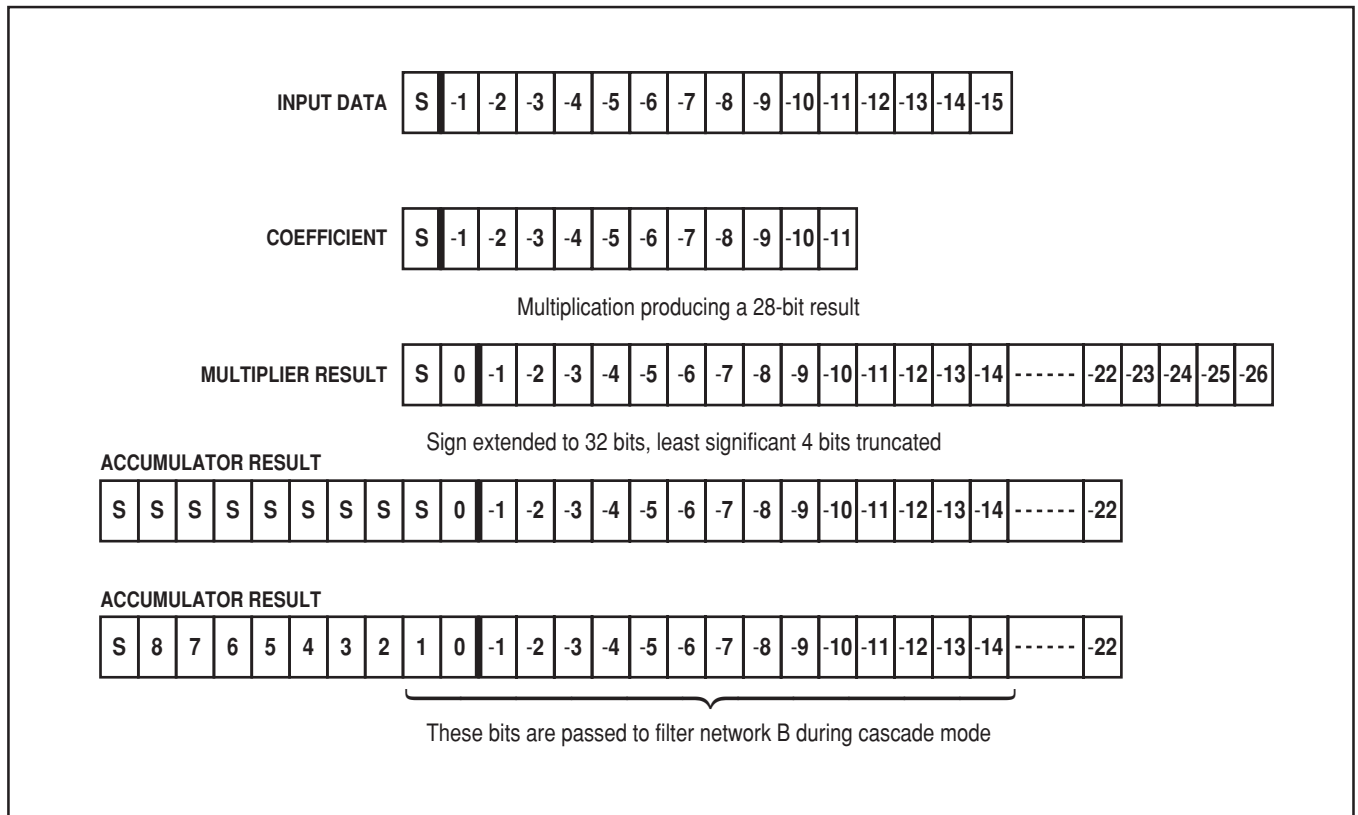 INPUT DATA S -1 -2 -3 -4 -5 -6 -7 -8 -9 -10 -11 -12 -13 -14 -15
COEFFICIENT S -1 -2 -3 -4 -5 -6 -7 -8 -9 -10 -11
Multiplication producing a 28-bit result
MULTIPLIER RESULT S 0 -1 -2 -3 -4 -5 -6 -7 -8 -9 -10 -11 -12 -13 -14 ------ -22 -23 -24 -25 -26
Sign extended to 32 bits, least significant 4 bits truncated
ACCUMULATOR RESULT
S S S S S S S S S 0 -1 -2 -3 -4 -5 -6 -7 -8 -9 -10 -11 -12 -13 -14 ------ -22
ACCUMULATOR RESULT
S 8 7 6 5 4 3 2 1 0 -1 -2 -3 -4 -5 -6 -7 -8 -9 -10 -11 -12 -13 -14 ------ -22
These bits are passed to filter network B during cascade mode